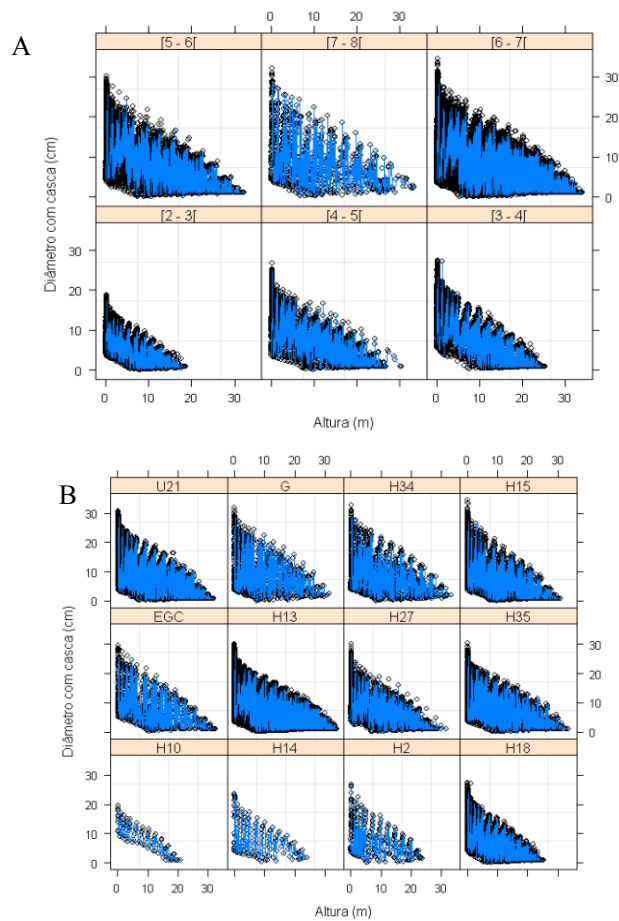 A
0 10 20 30
[5 - 6[ [7 - 8[ [6 - 7[
30
20
10
0
[2 - 3[ [4 - 5[ [3 - 4[
30
20
10
0
Diâmetro com casca (cm)
0 10 20 30 0 10 20 30
Altura (m)
B
0 10 20 30 0 10 20 30
U21 G H34 H15
30
20
10
0
EGC H13 H27 H35
30
20
10
0
H10 H14 H2 H18
30
20
10
0
Diâmetro com casca (cm)
0 10 20 30 0 10 20 30
Altura (m)